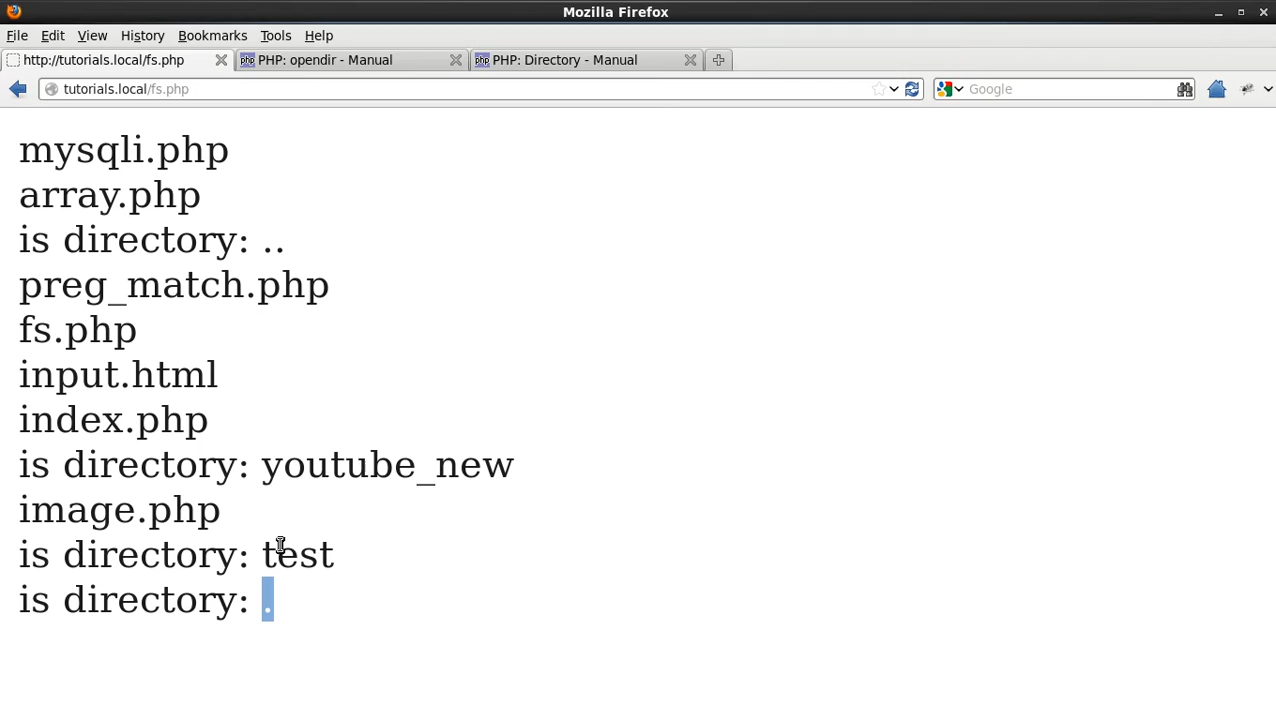 Mozilla Firefox
File Edit View History Bookmarks Tools Help
http://tutorials.local/fs.php php PHP: opendir - Manual php PHP: Directory - Manual
tutorials.local/fs.php Google
mysqli.php
array.php
is directory: ..
preg_match.php
fs.php
input.html
index.php
is directory: youtube_new
image.php
is directory: test
is directory: .